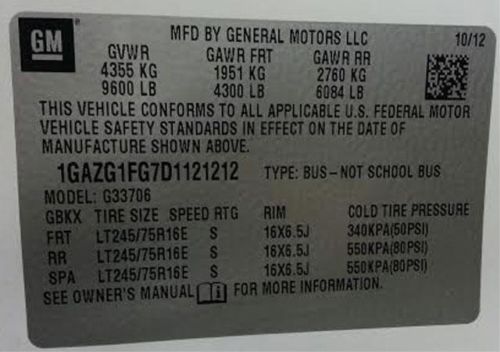 GM
MFD BY GENERAL MOTORS LLC 10/12
GVWR GAWR FRT GAWR RR
4355 KG 1951 KG 2760 KG
9600 LB 4300 LB 6084 LB
THIS VEHICLE CONFORMS TO ALL APPLICABLE U.S. FEDERAL MOTOR
VEHICLE SAFETY STANDARDS IN EFFECT ON THE DATE OF
MANUFACTURE SHOWN ABOVE.
1GAZG1FG7D1121212 TYPE: BUS-NOT SCHOOL BUS
MODEL: G33706
GBKX TIRE SIZE SPEED RTG RIM COLD TIRE PRESSURE
FRT LT245/75R16E S 16X6.5J 340KPA(50PSI)
RR LT245/75R16E S 16X6.5J 550KPA(80PSI)
SPA LT245/75R16E S 16X6.5J 550KPA(80PSI)
SEE OWNER'S MANUAL FOR MORE INFORMATION.